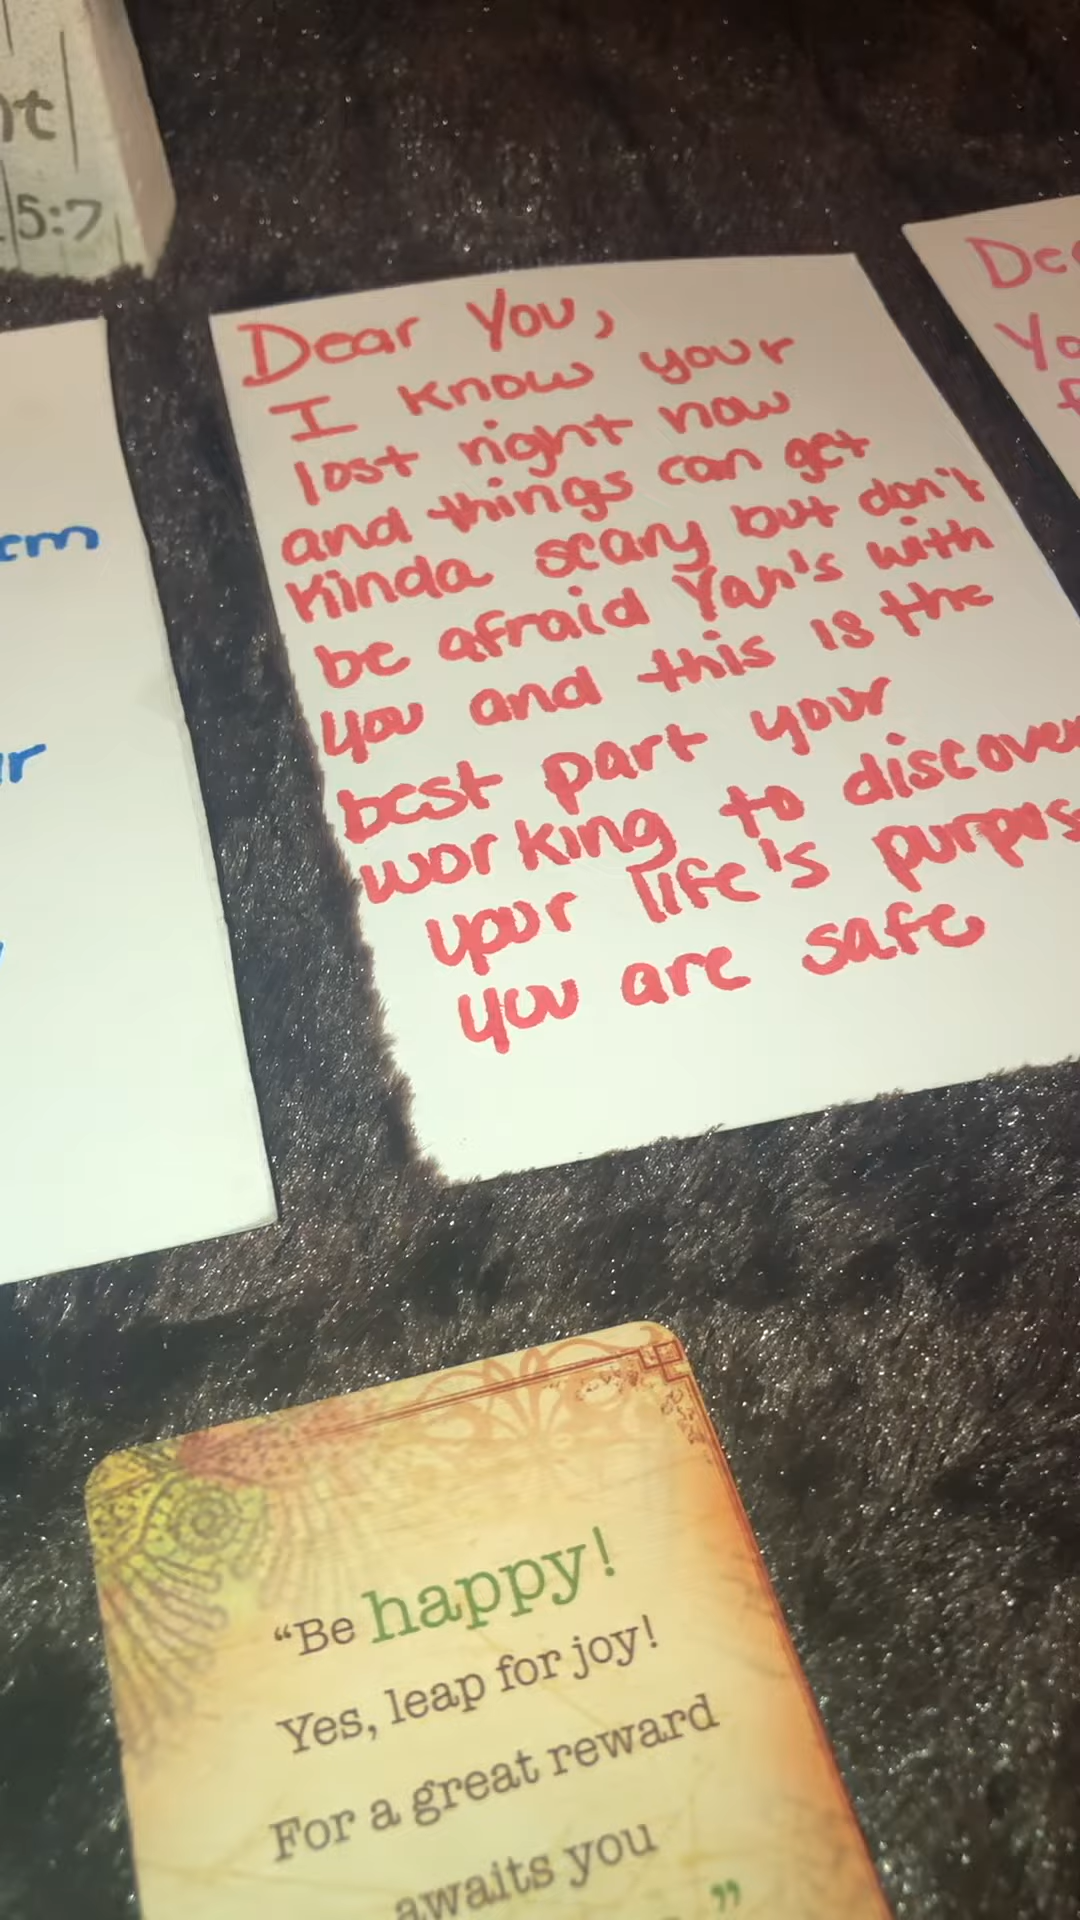 5:7
Dear You,
I know your
lost right now
and things can get
kinda scary but don't
be afraid Yah's with
you and this is the
best part your
working to discover
your life's
you are safe
"Be happy!
Yes, leap for joy!
For a great reward
awaits you
"